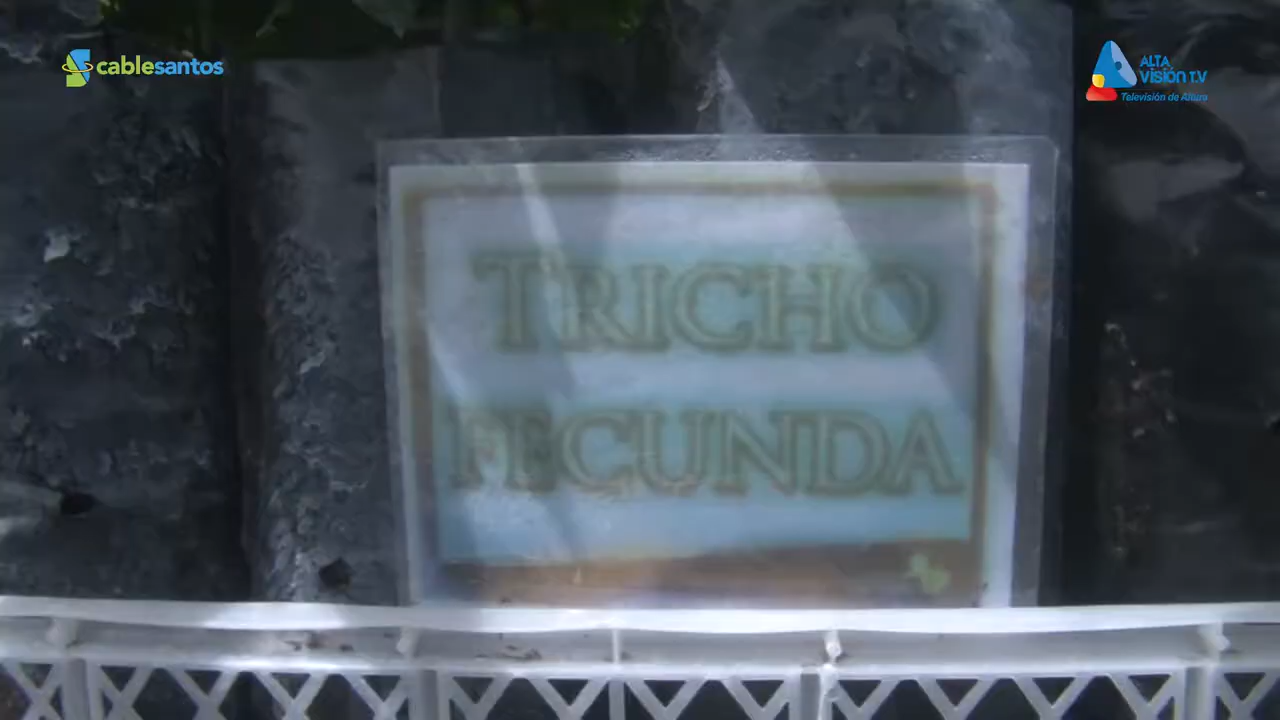 cablesantos
ALTA
visión T.V
Televisión de Altura
TRICHO
FECUNDA